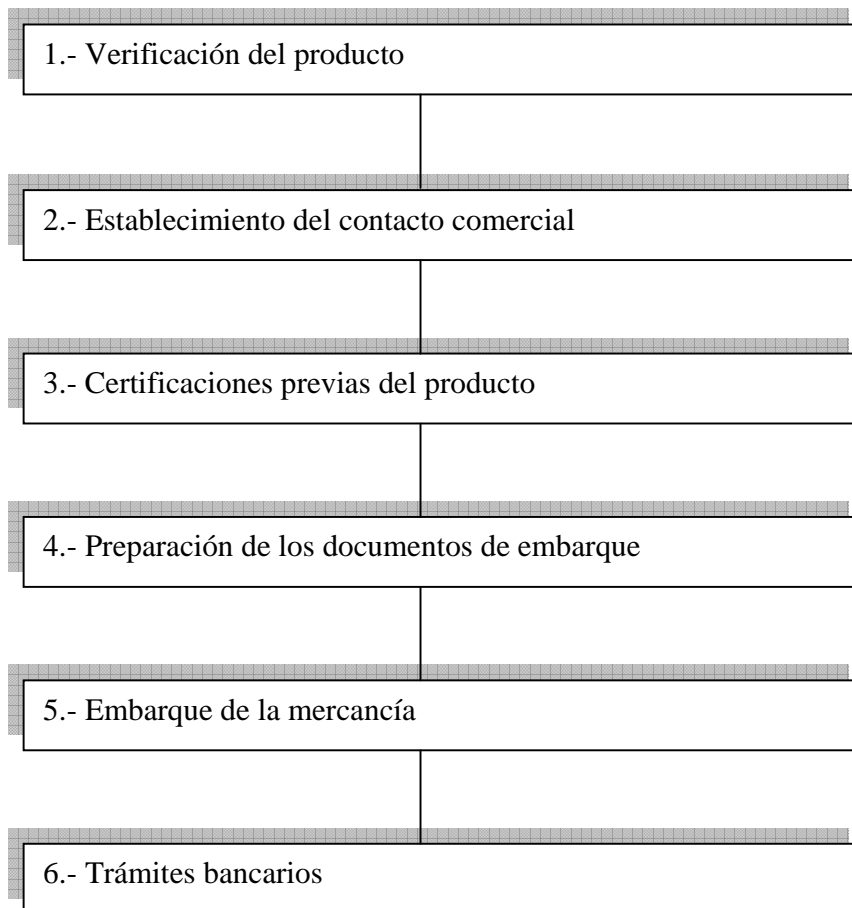 1.- Verificación del producto
2.- Establecimiento del contacto comercial
3.- Certificaciones previas del producto
4.- Preparación de los documentos de embarque
5.- Embarque de la mercancía
6.- Trámites bancarios